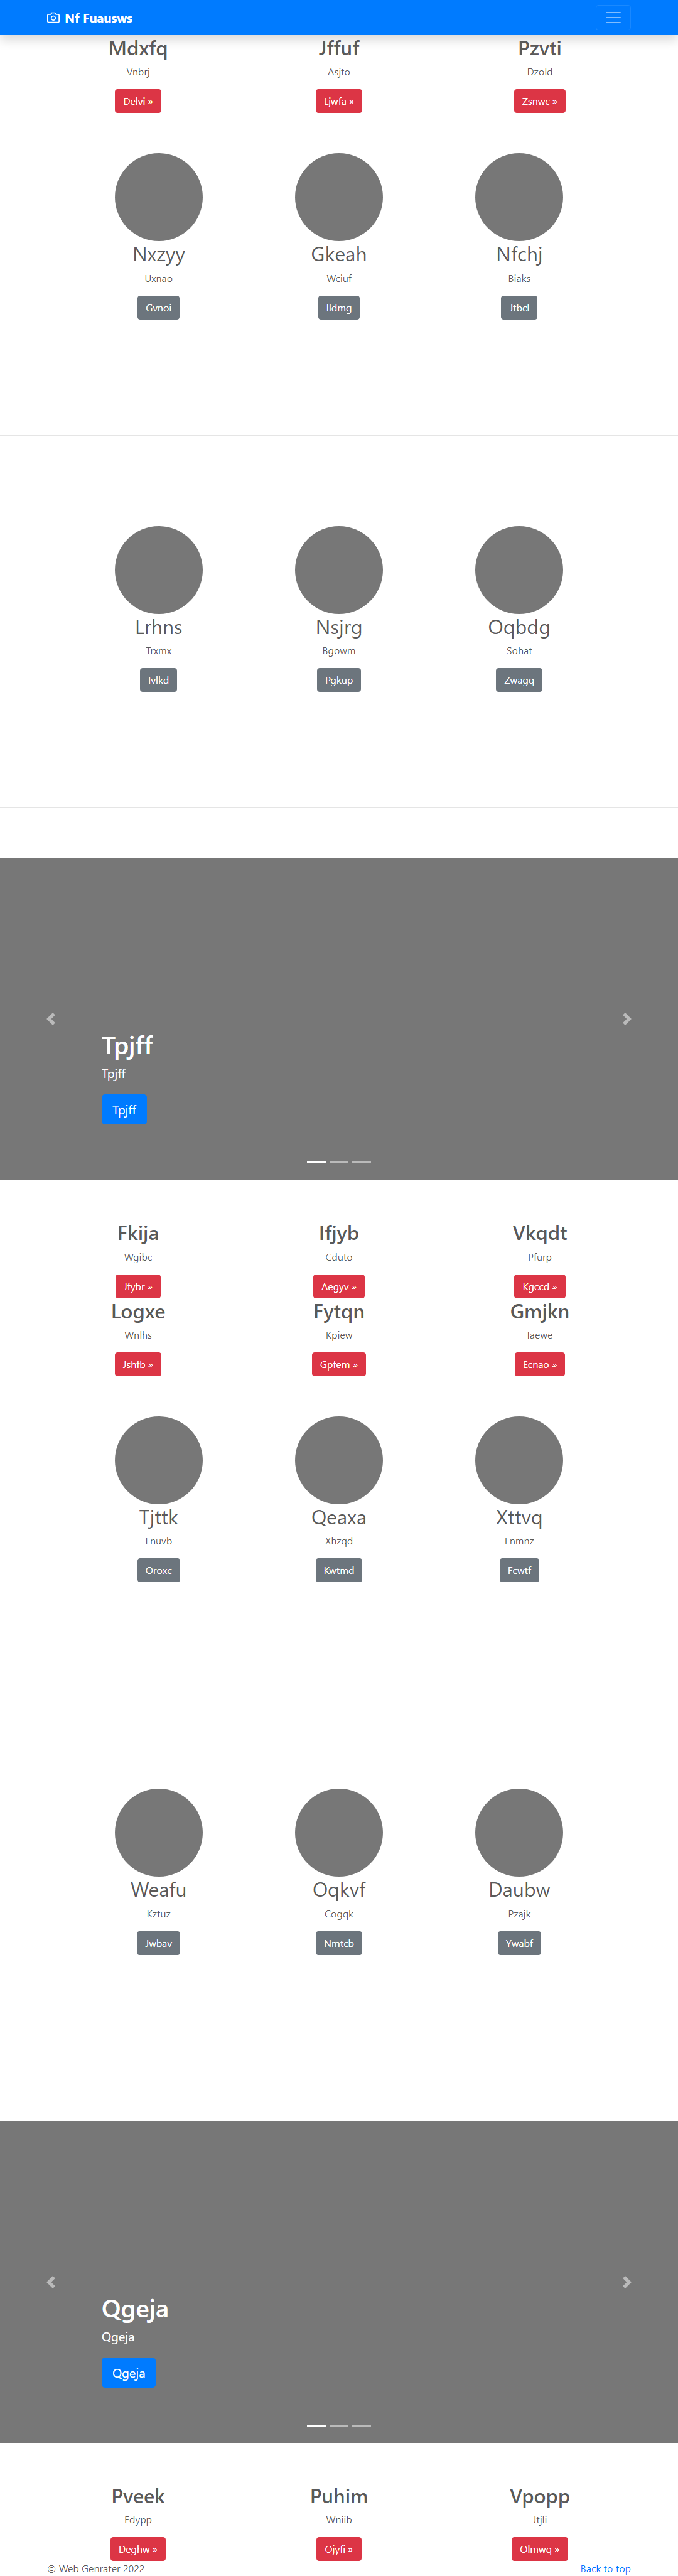 Nf Fuausws
Mdxfq Jffuf Pzvti
Vnbrj Asjto Dzold
Delvi » Ljwfa » Zsnwc »
Nxzyy Gkeah Nfchj
Uxnao Wciuf Biaks
Gvnoi Ildmg Jtbcl
Lrhns Nsjrg Oqbdg
Trxmx Bgowm Sohat
Ivlkd Pgkup Zwagq
Tpjff
Tpjff
Tpjff
Fkija Ifjyb Vkqdt
Wgibc Cduto Pfurp
Jfybr » Aegyv » Kgccd »
Logxe Fytqn Gmjkn
Wnlhs Kpiew Iaewe
Jshfb » Gpfem » Ecnao »
Tjttk Qeaxa Xttvq
Fnuvb Xhzqd Fnmnz
Oroxc Kwtmd Fcwtf
Weafu Oqkvf Daubw
Kztuz Cogqk Pzajk
Jwbav Nmtcb Ywabf
Qgeja
Qgeja
Qgeja
Pveek Puhim Vpopp
Edypp Wniib Jtjli
Deghw » Ojyfi » Olmwq »
© Web Genrater 2022 Back to top